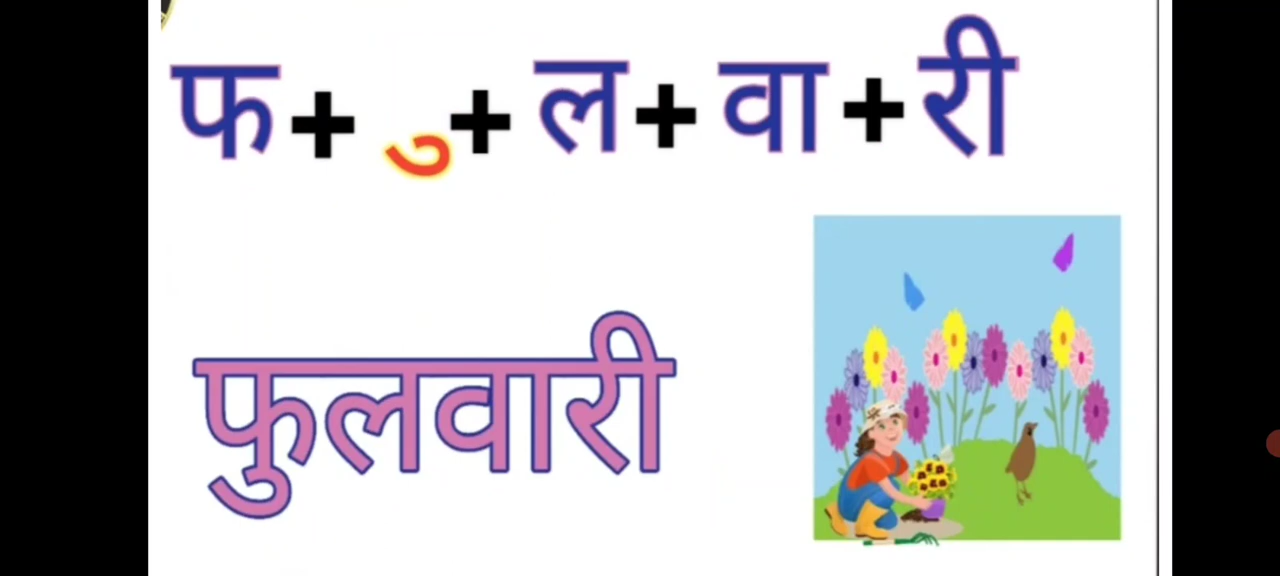 फ + ु + ल + वा + री
फुलवारी